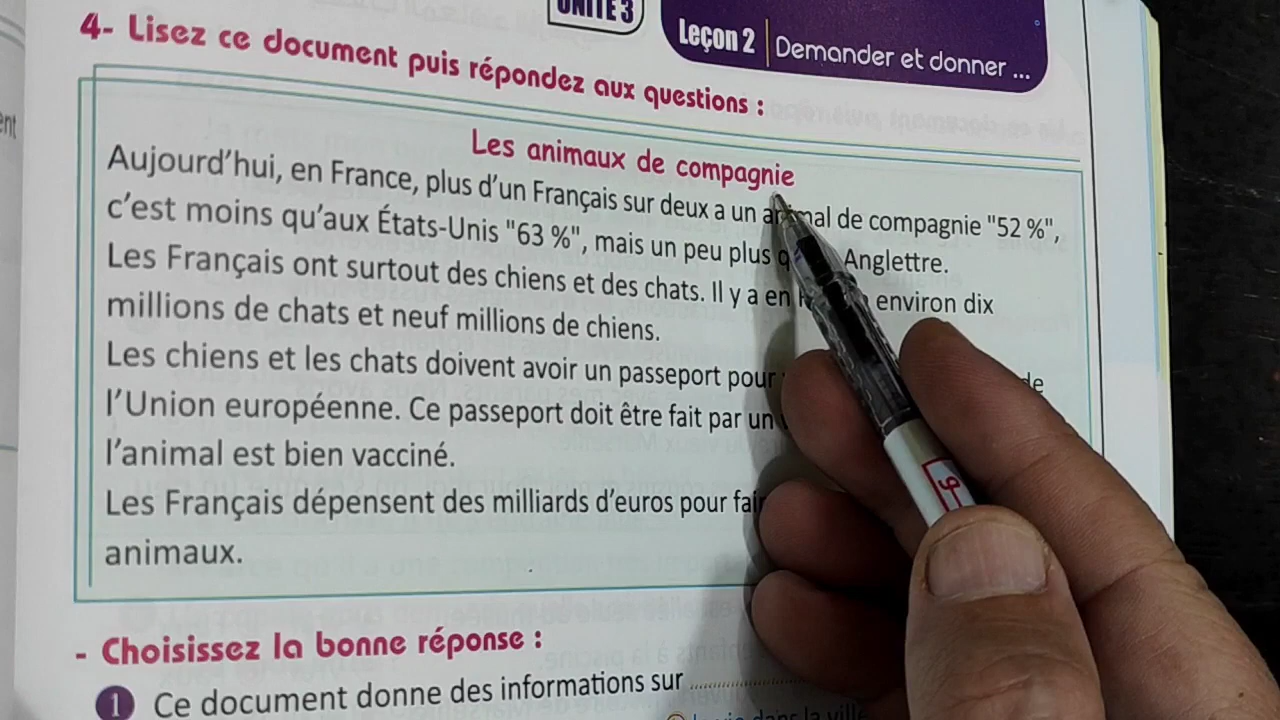 UNITÉ 3
Leçon 2 Demander et donner ...
4- Lisez ce document puis répondez aux questions :
Les animaux de compagnie
Aujourd'hui, en France, plus d'un Français sur deux a un animal de compagnie "52 %",
c'est moins qu'aux États-Unis "63 %", mais un peu plus Anglettre.
Les Français ont surtout des chiens et des chats. Il y a en environ dix
millions de chats et neuf millions de chiens.
Les chiens et les chats doivent avoir un passeport pour de
l'Union européenne. Ce passeport doit être fait par un
l'animal est bien vacciné.
Les Français dépensent des milliards d'euros pour
animaux.
- Choisissez la bonne réponse :
1 Ce document donne des informations sur ..........